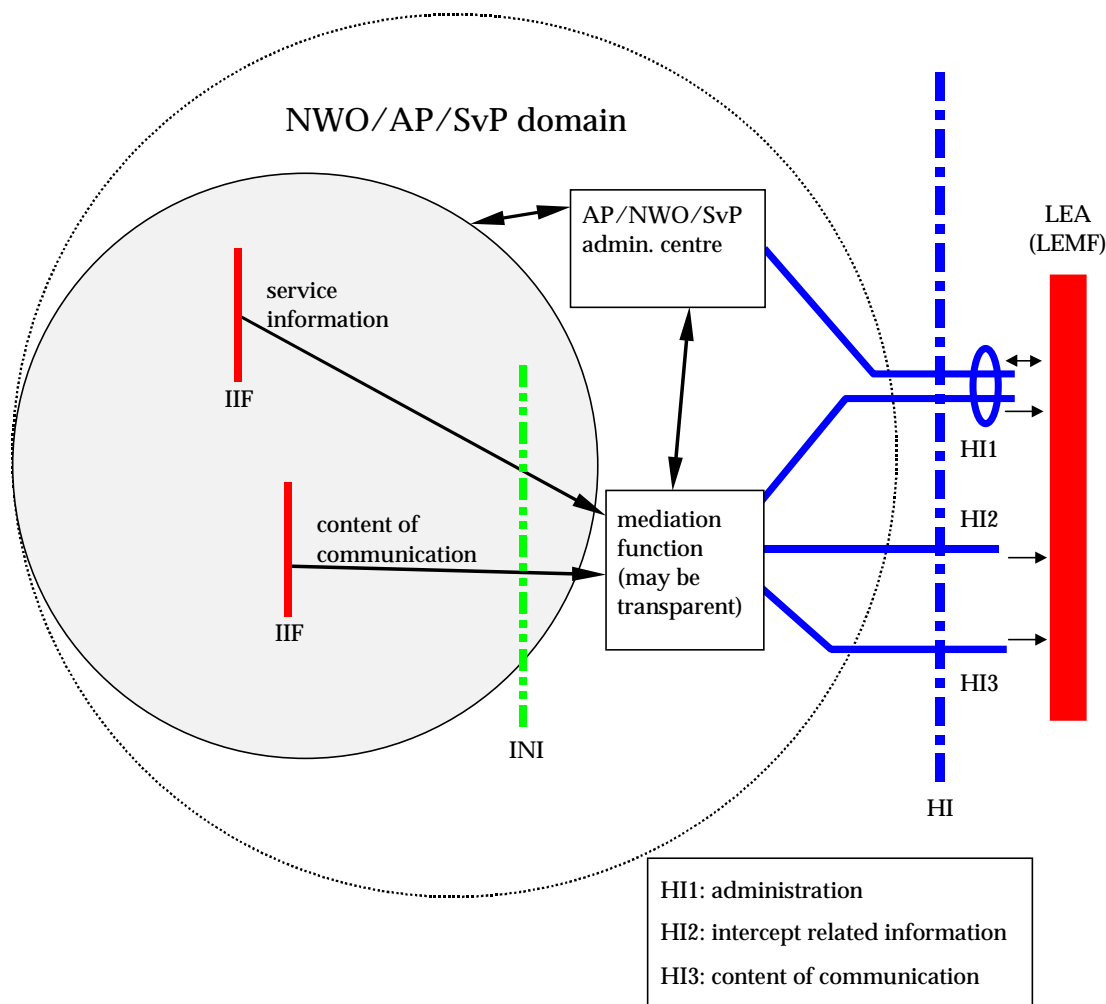 NWO/AP/SvP domain
AP/NWO/SvP
admin. centre
LEA
(LEMF)
service
information
IIF
HI1
content of
communication
IIF
mediation
function
(may be
transparent)
HI2
HI3
INI
HI
HI1: administration
HI2: intercept related information
HI3: content of communication